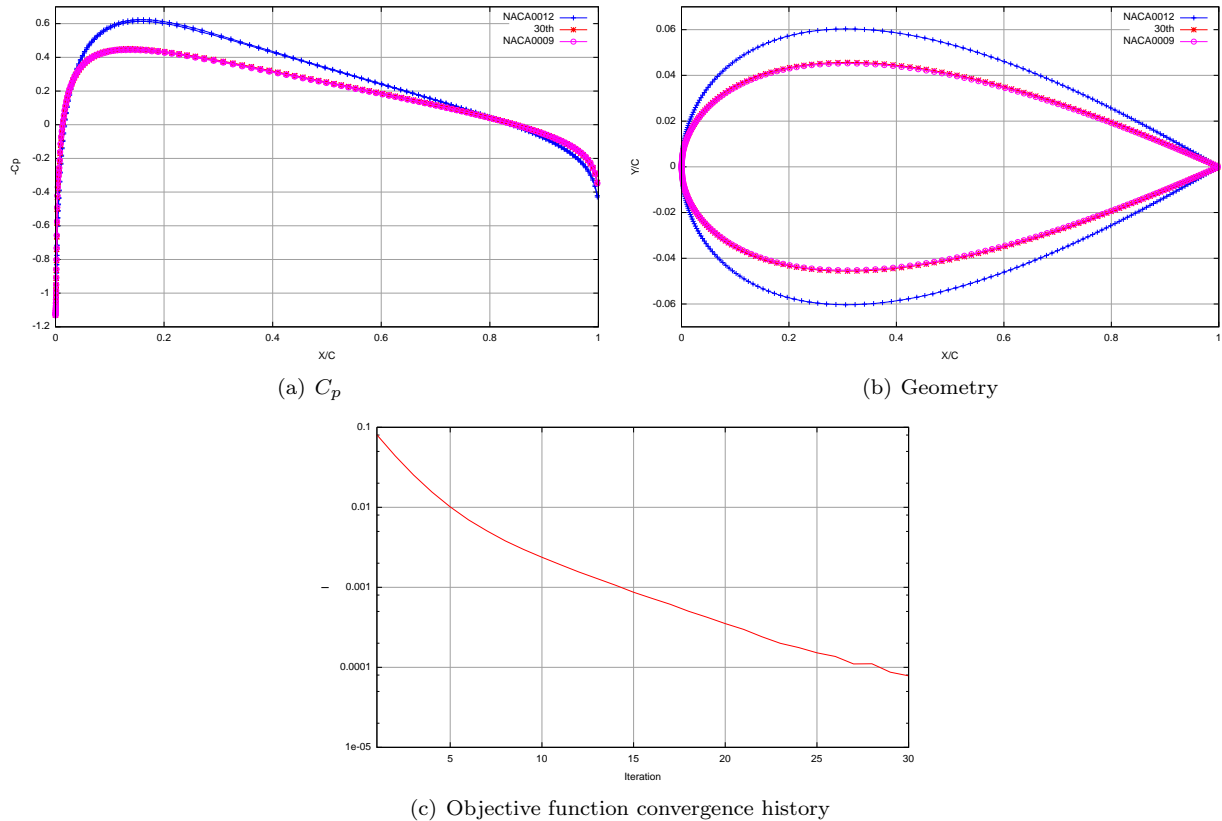 NACA0012
30th
NACA0009
0.6
0.4
0.2
0
-0.2
-0.4
-0.6
-0.8
-1
-1.2
-Cp
0 0.2 0.4 0.6 0.8 1
X/C
(a) Cp
NACA0012
30th
NACA0009
0.06
0.04
0.02
0
-0.02
-0.04
-0.06
Y/C
0 0.2 0.4 0.6 0.8 1
X/C
(b) Geometry
0.1
0.01
0.001
0.0001
1e-05
I
5 10 15 20 25 30
Iteration
(c) Objective function convergence history